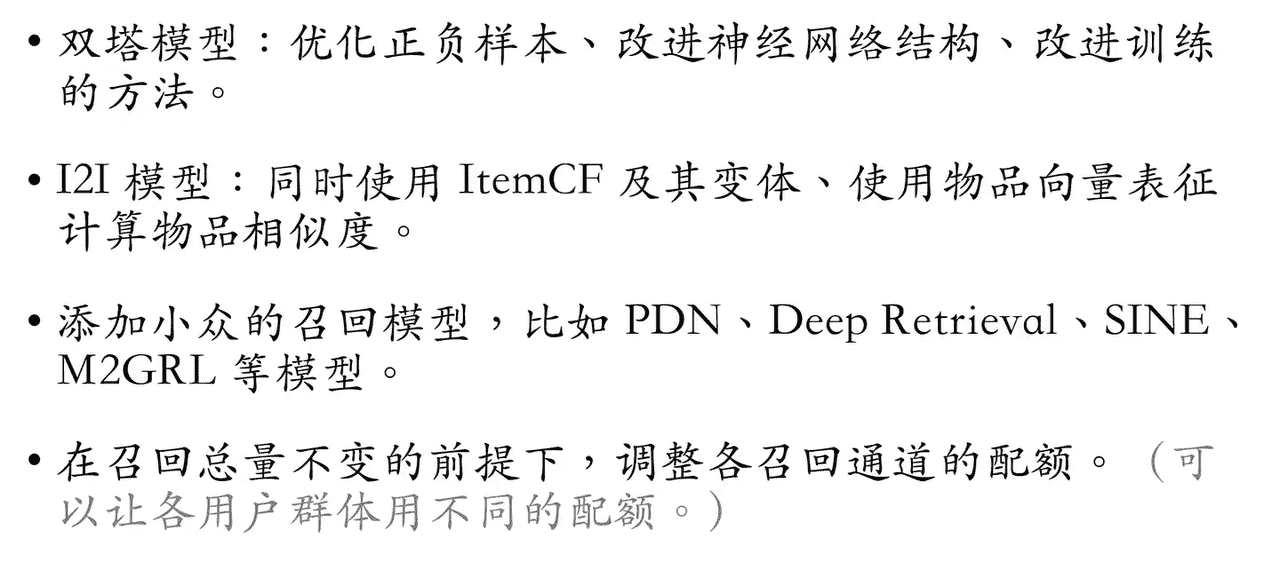 • 双塔模型：优化正负样本、改进神经网络结构、改进训练
的方法。
• I2I 模型：同时使用 ItemCF 及其变体、使用物品向量表征
计算物品相似度。
• 添加小众的召回模型，比如 PDN、Deep Retrieval、SINE、
M2GRL 等模型。
• 在召回总量不变的前提下，调整各召回通道的配额。（可
以让各用户群体用不同的配额。）